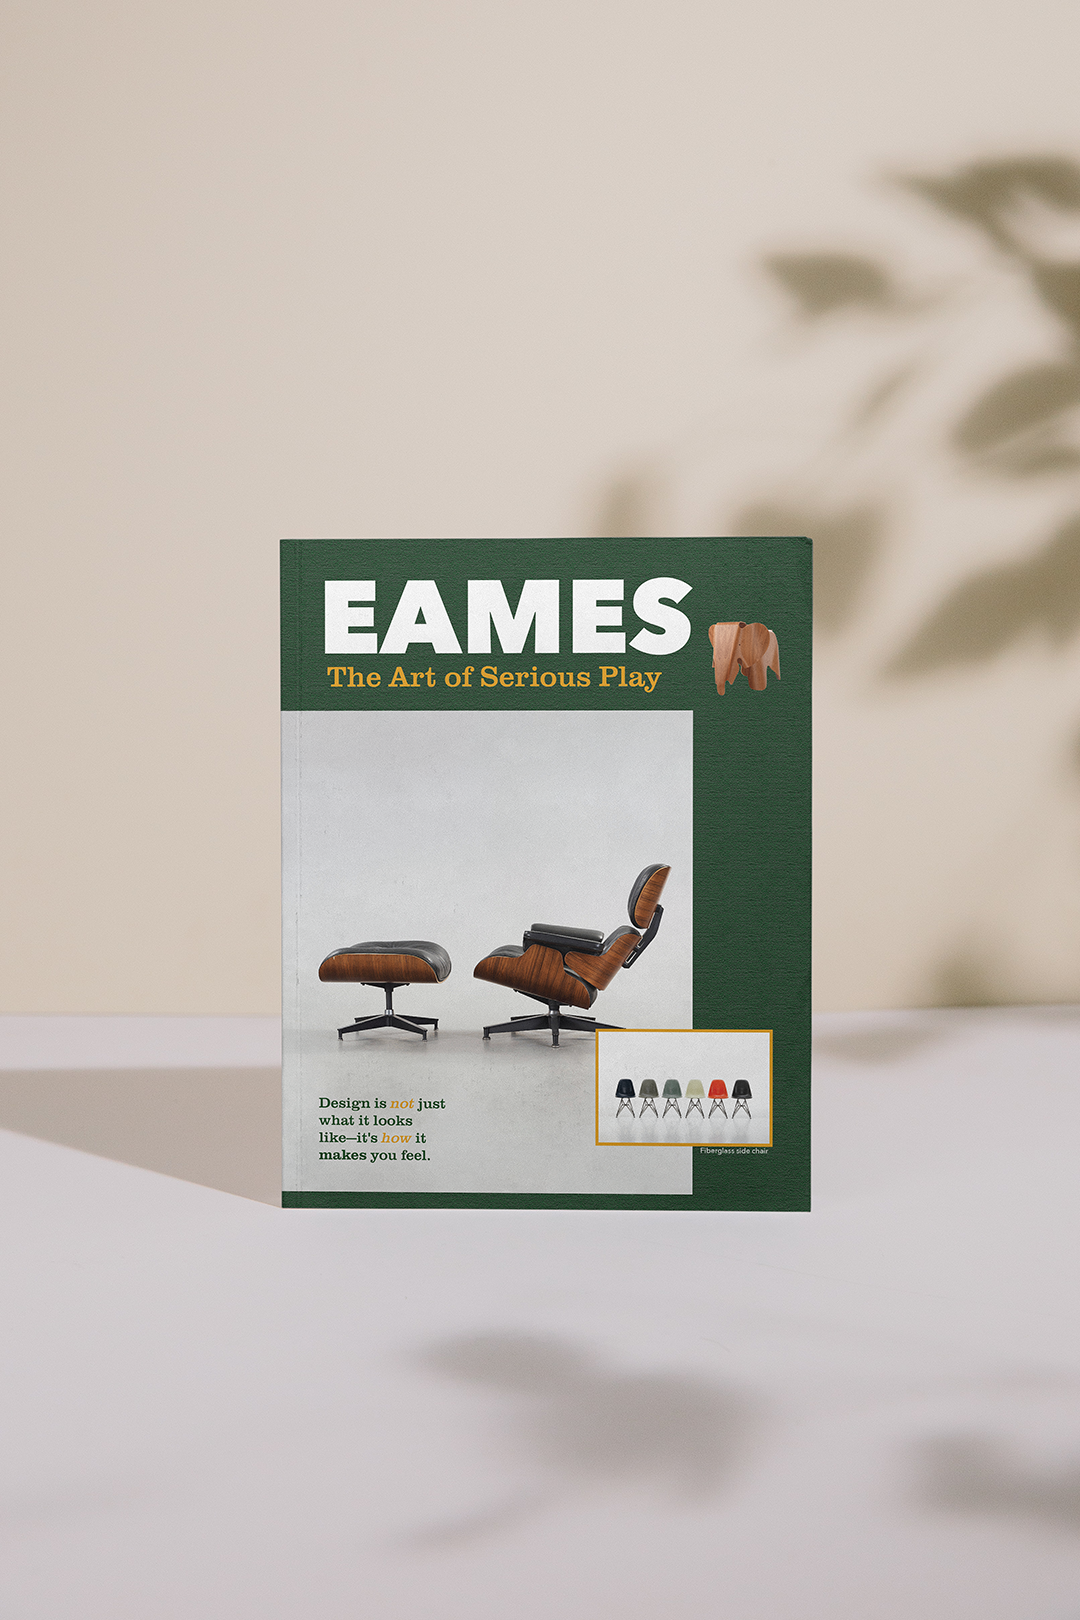 EAMES
The Art of Serious Play
Design is not just
what it looks
like—it's how it
makes you feel.
Fiberglass side chair